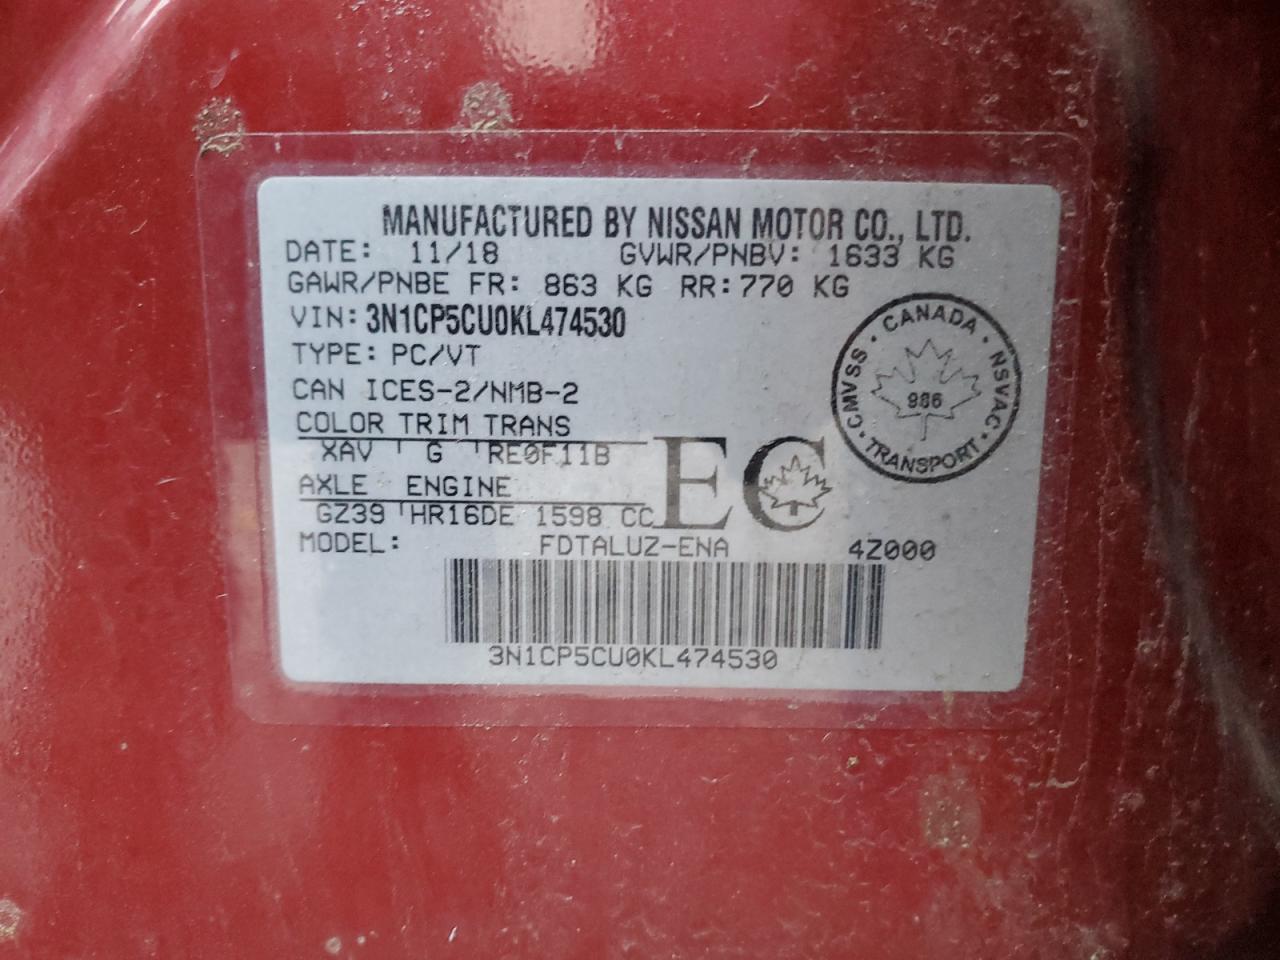 MANUFACTURED BY NISSAN MOTOR CO., LTD.
DATE: 11/18 GVWR/PNBV: 1633 KG
GAWR/PNBE FR: 863 KG RR: 770 KG
VIN: 3N1CP5CU0KL474530
TYPE: PC/VT
CAN ICES-2/NMB-2
COLOR TRIM TRANS
XAV G RE0F11B
AXLE ENGINE
GZ39 HR16DE 1598 CC
EC
CANADA · NSVAC · TRANSPORT · CMVSS ·
986
MODEL: FDTALUZ-ENA 4Z000
3N1CP5CU0KL474530